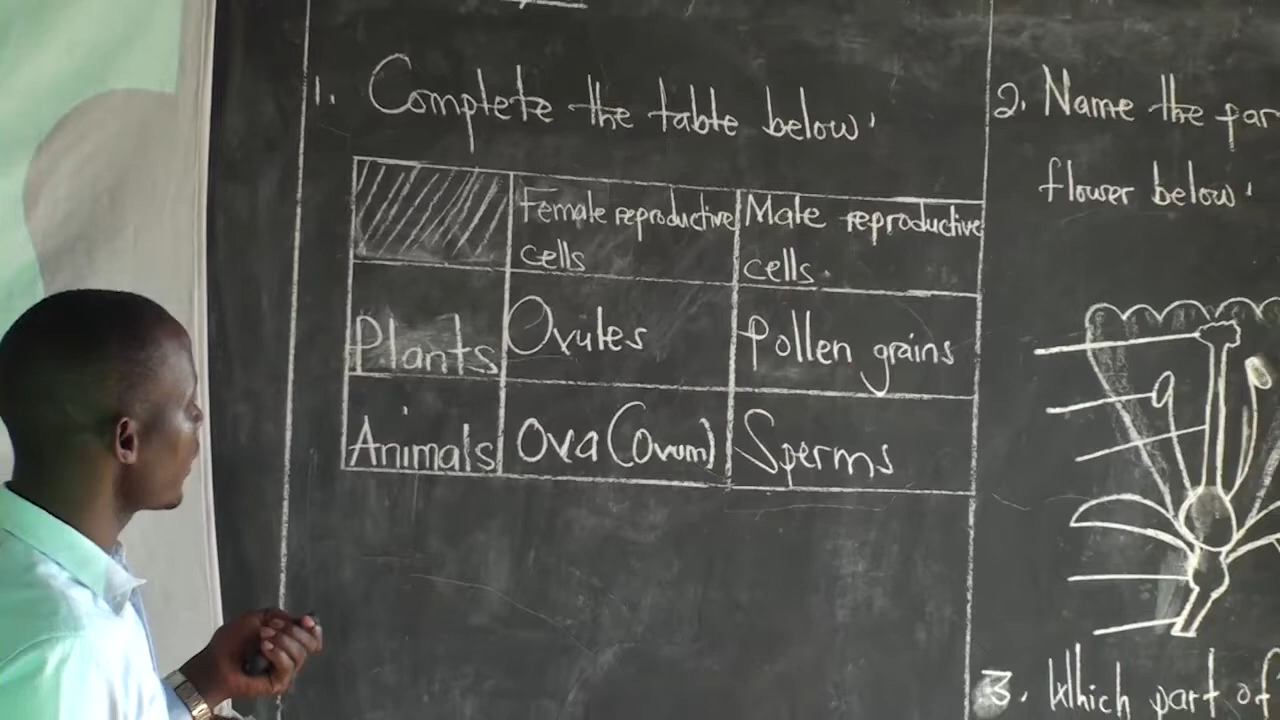 1. Complete the table below.
Female reproductive cells
Male reproductive cells.
Plants
Ovules
Pollen grains
Animals
Ova (Ovum)
Sperms
2. Name the par
flower below.
3. Which part of